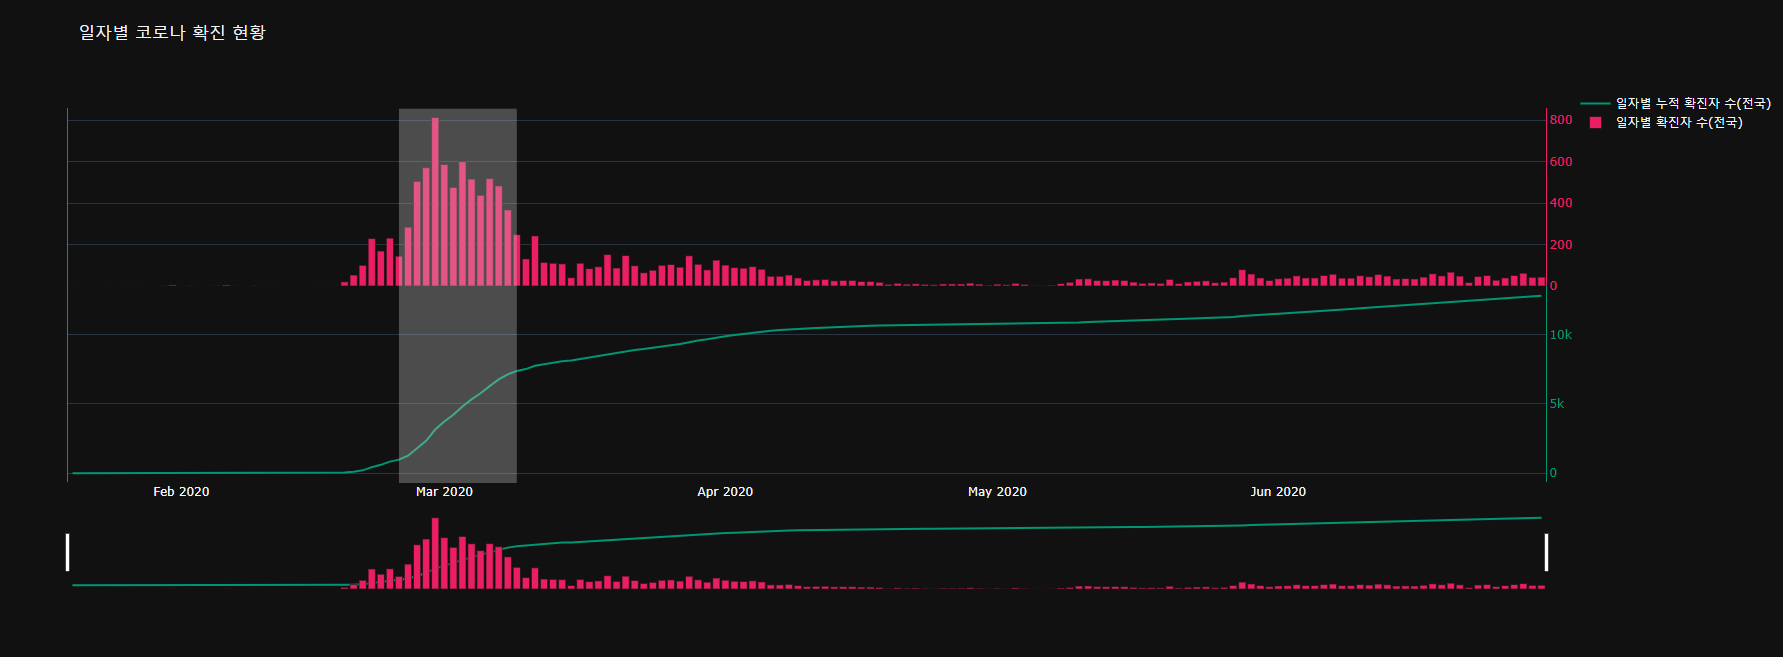 일자별 코로나 확진 현황
일자별 누적 확진자 수(전국)
일자별 확진자 수(전국)
800
600
400
200
0
10k
5k
0
Feb 2020
Mar 2020
Apr 2020
May 2020
Jun 2020